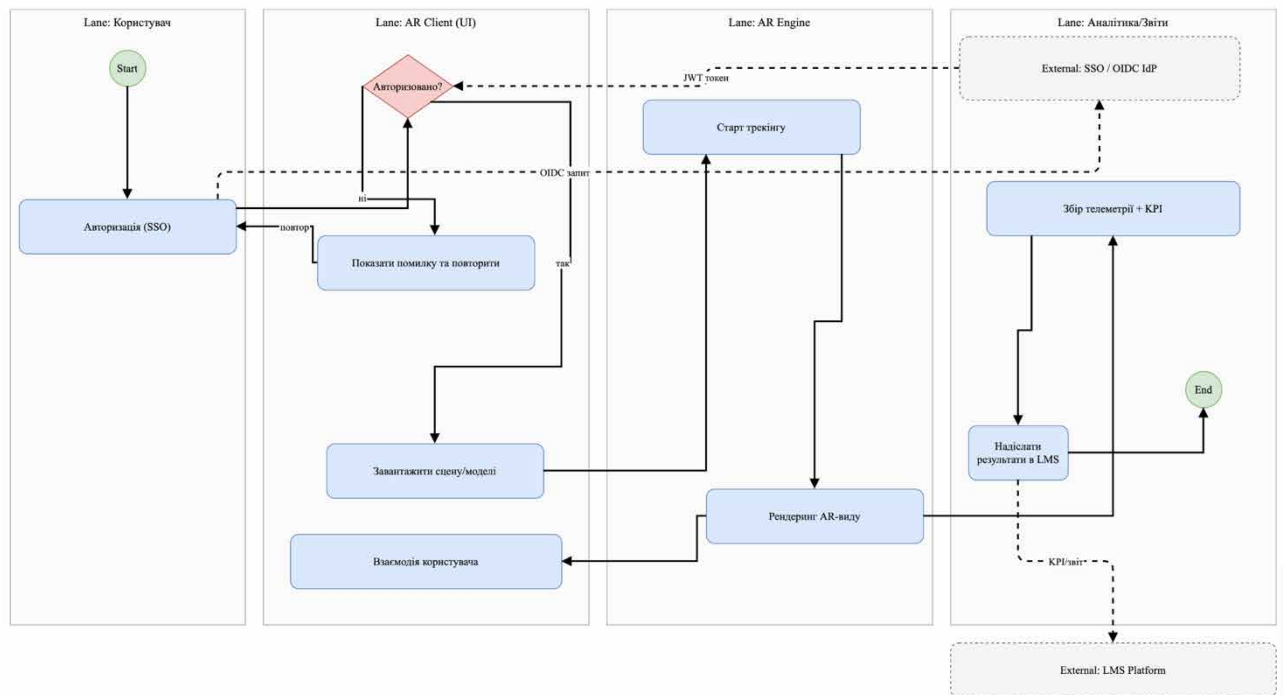 Lane: Користувач
Lane: AR Client (UI)
Lane: AR Engine
Lane: Аналітика/Звіти
Start
Авторизовано?
JWT токен
External: SSO / OIDC IdP
Старт трекінгу
OIDC запит
ні
Авторизація (SSO)
повтор
Показати помилку та повторити
так
Збір телеметрії + KPI
End
Завантажити сцену/моделі
Надіслати
результати в LMS
Рендеринг AR-виду
Взаємодія користувача
KPI/звіт
External: LMS Platform